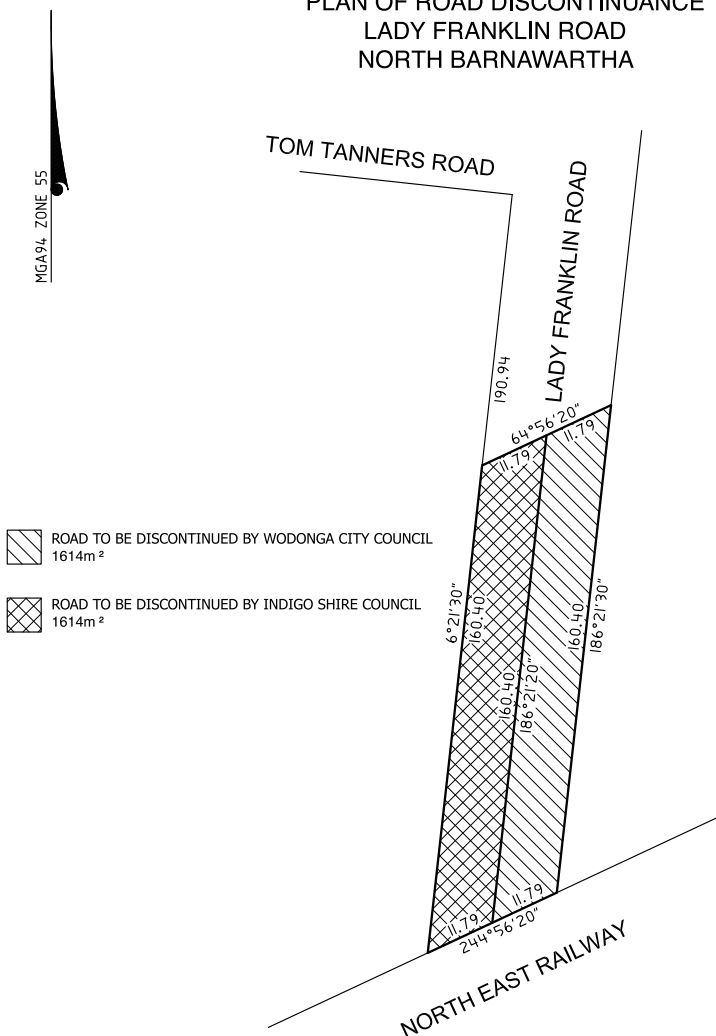 PLAN OF ROAD DISCONTINUANCE
LADY FRANKLIN ROAD
NORTH BARNAWARTHA
MGA94 ZONE 55
TOM TANNERS ROAD
LADY FRANKLIN ROAD
190.94
64°56'20"
11.79
11.79
ROAD TO BE DISCONTINUED BY WODONGA CITY COUNCIL
1614m²
ROAD TO BE DISCONTINUED BY INDIGO SHIRE COUNCIL
1614m²
6°21'30"
160.40
160.40
186°21'20"
160.40
186°21'30"
11.79
11.79
244°56'20"
NORTH EAST RAILWAY